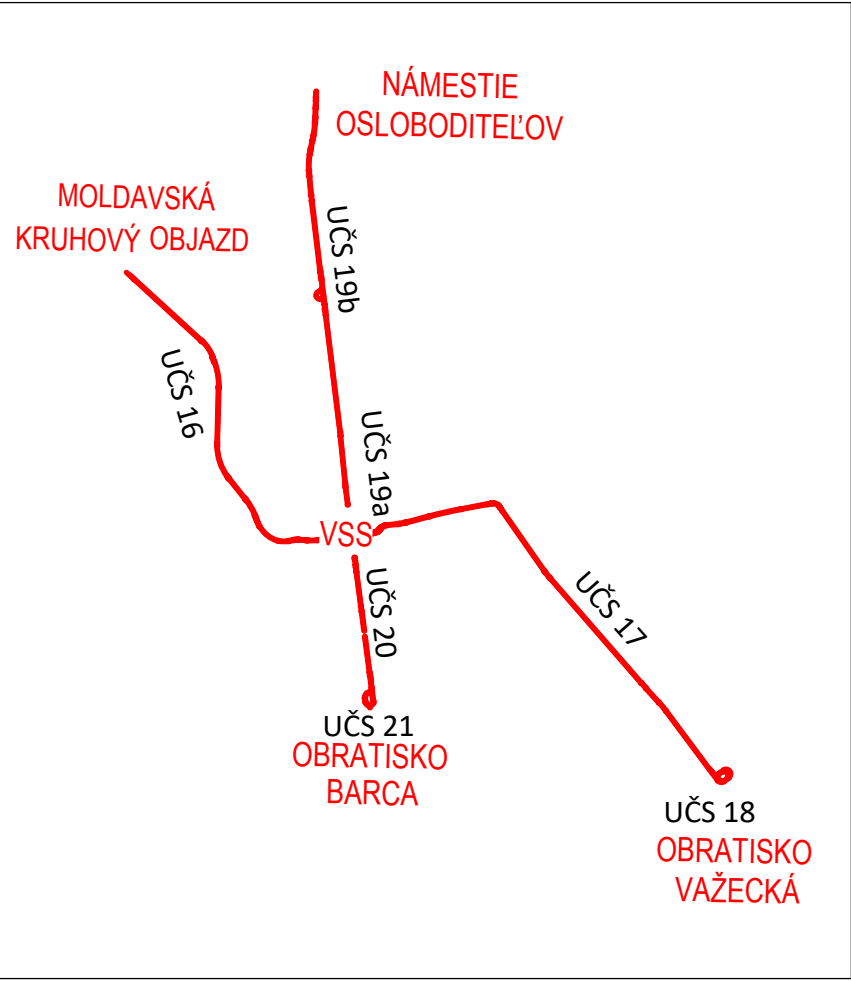 NÁMESTIE
OSLOBODITEĽOV
MOLDAVSKÁ
KRUHOVÝ OBJAZD
UČS 19b
UČS 16
UČS 19a
VSS
UČS 20
UČS 17
UČS 21
OBRATISKO
BARCA
UČS 18
OBRATISKO
VAŽECKÁ